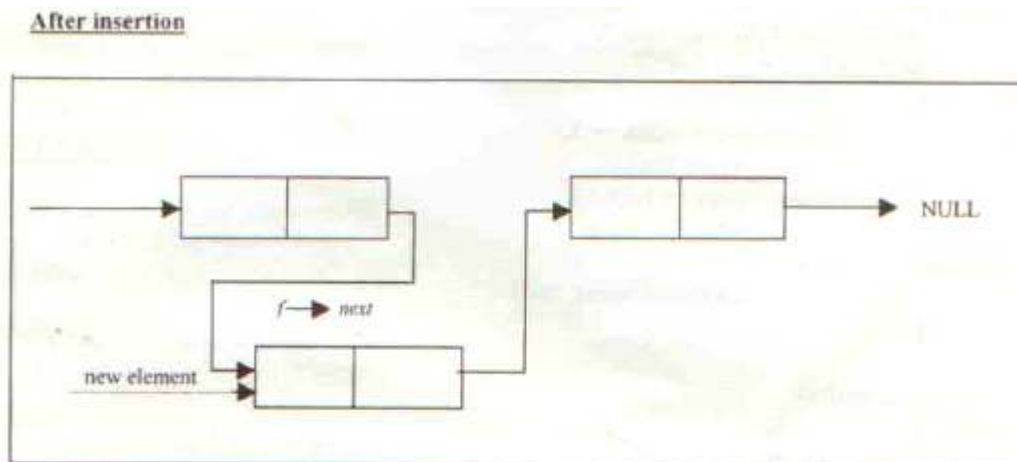 After insertion
NULL
f → next
new element